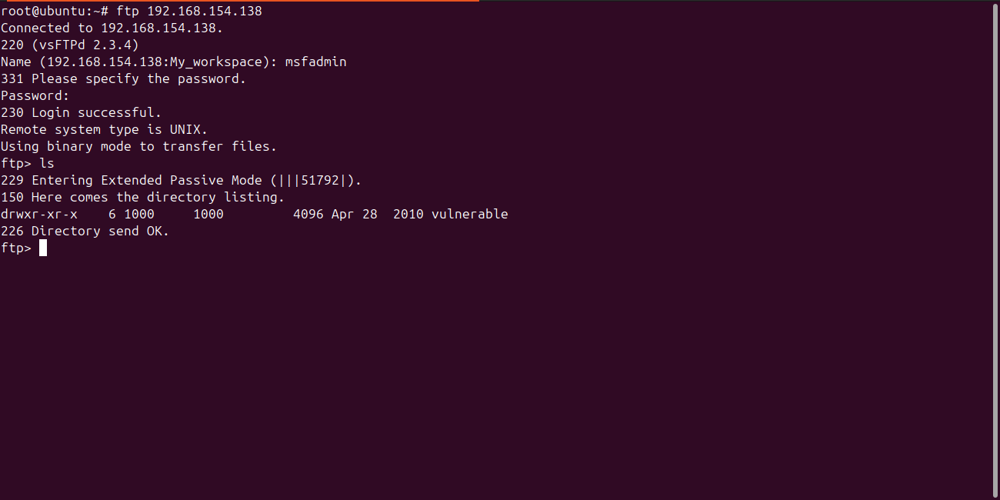 root@ubuntu:~# ftp 192.168.154.138
Connected to 192.168.154.138.
220 (vsFTPd 2.3.4)
Name (192.168.154.138:My_workspace): msfadmin
331 Please specify the password.
Password:
230 Login successful.
Remote system type is UNIX.
Using binary mode to transfer files.
ftp> ls
229 Entering Extended Passive Mode (|||51792|).
150 Here comes the directory listing.
drwxr-xr-x    6 1000     1000         4096 Apr 28  2010 vulnerable
226 Directory send OK.
ftp>